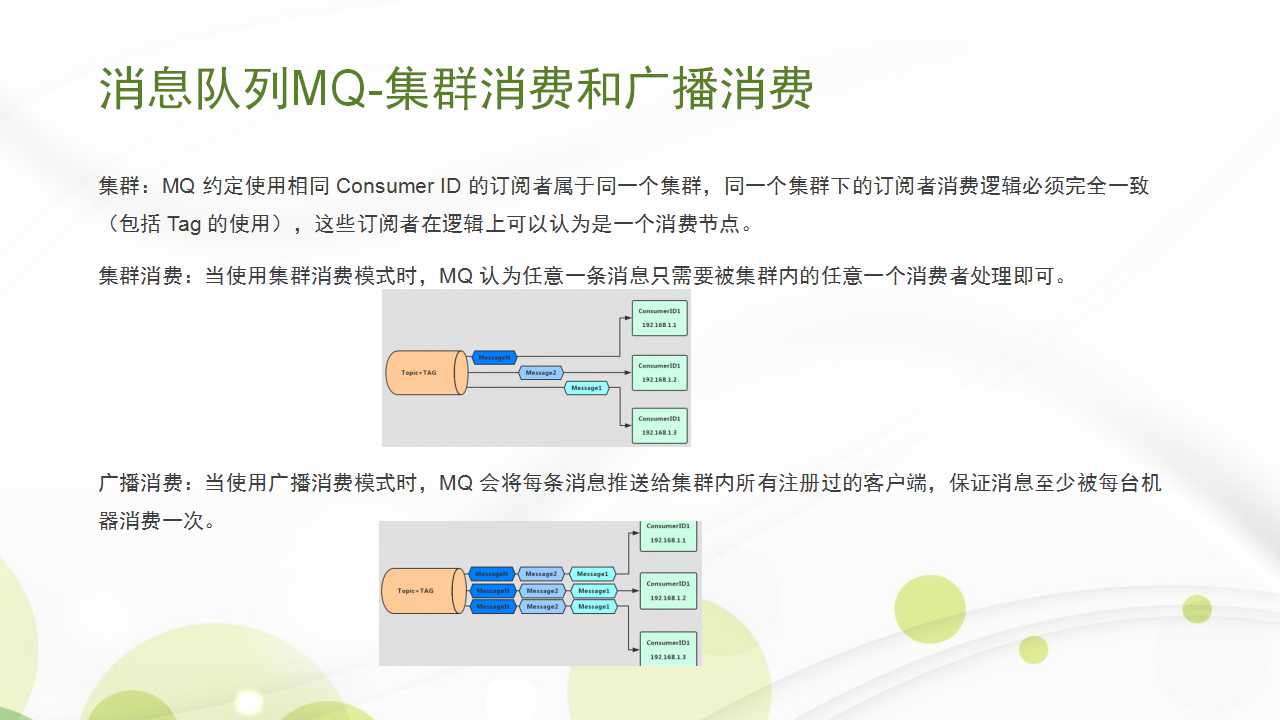 消息队列MQ-集群消费和广播消费
集群：MQ 约定使用相同 Consumer ID 的订阅者属于同一个集群，同一个集群下的订阅者消费逻辑必须完全一致
（包括 Tag 的使用），这些订阅者在逻辑上可以认为是一个消费节点。
集群消费：当使用集群消费模式时，MQ 认为任意一条消息只需要被集群内的任意一个消费者处理即可。
ConsumerID1
192.168.1.1
MessageN
Topic+TAG
Message2
ConsumerID1
192.168.1.2
Message1
ConsumerID1
192.168.1.3
广播消费：当使用广播消费模式时，MQ 会将每条消息推送给集群内所有注册过的客户端，保证消息至少被每台机
器消费一次。
ConsumerID1
192.168.1.1
MessageN Message2 Message1
Topic+TAG
MessageN Message2 Message1
ConsumerID1
192.168.1.2
MessageN Message2 Message1
ConsumerID1
192.168.1.3